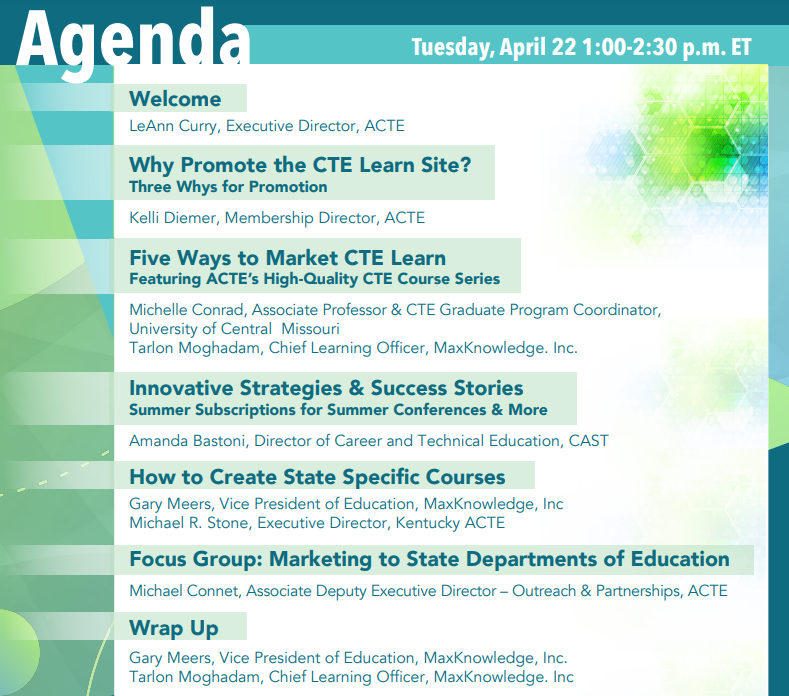 Agenda
Tuesday, April 22 1:00-2:30 p.m. ET
Welcome
LeAnn Curry, Executive Director, ACTE
Why Promote the CTE Learn Site?
Three Whys for Promotion
Kelli Diemer, Membership Director, ACTE
Five Ways to Market CTE Learn
Featuring ACTE's High-Quality CTE Course Series
Michelle Conrad, Associate Professor & CTE Graduate Program Coordinator,
University of Central Missouri
Tarlon Moghadam, Chief Learning Officer, MaxKnowledge. Inc.
Innovative Strategies & Success Stories
Summer Subscriptions for Summer Conferences & More
Amanda Bastoni, Director of Career and Technical Education, CAST
How to Create State Specific Courses
Gary Meers, Vice President of Education, MaxKnowledge, Inc
Michael R. Stone, Executive Director, Kentucky ACTE
Focus Group: Marketing to State Departments of Education
Michael Connet, Associate Deputy Executive Director – Outreach & Partnerships, ACTE
Wrap Up
Gary Meers, Vice President of Education, MaxKnowledge, Inc.
Tarlon Moghadam, Chief Learning Officer, MaxKnowledge. Inc